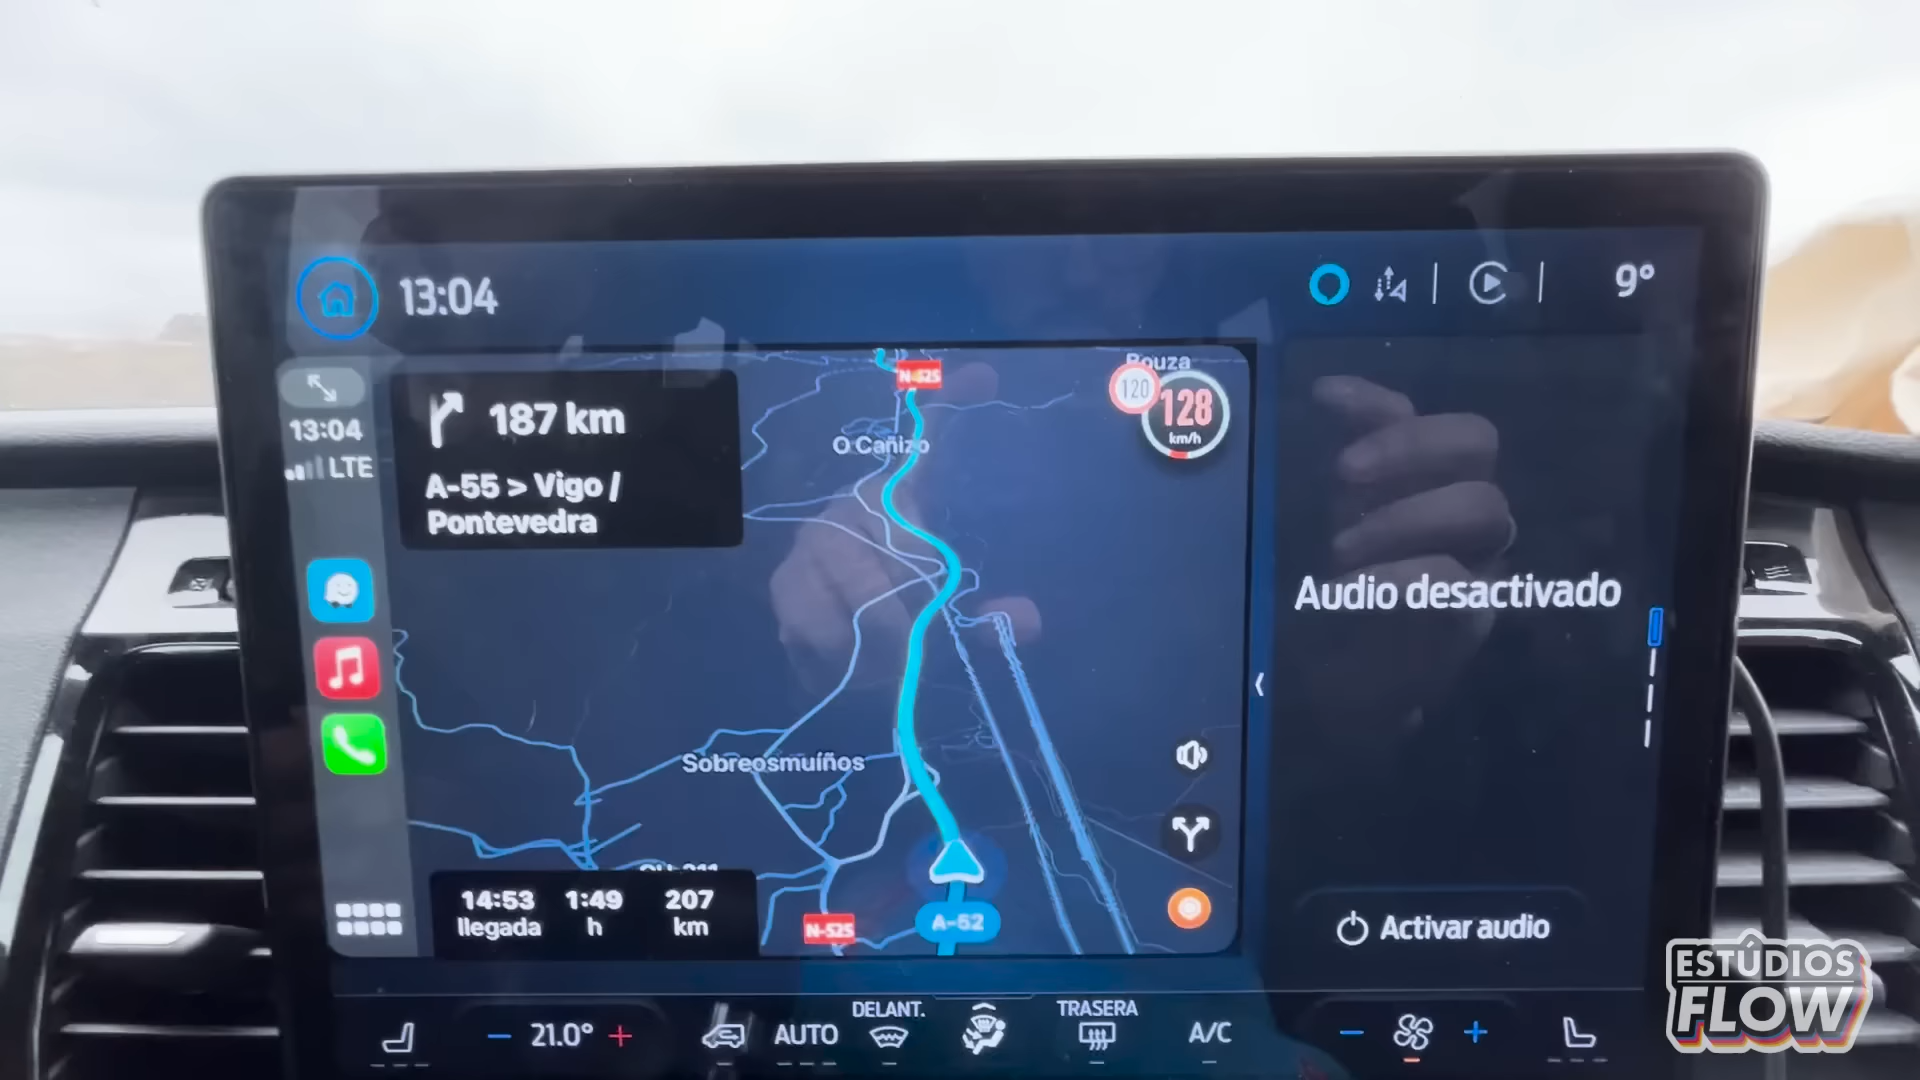 13:04
9°
13:04
LTE
187 km
A-55 > Vigo /
Pontevedra
N-525
Bouza
120
128
km/h
O Cañizo
Audio desactivado
Sobreosmuíños
14:53 1:49 207
llegada h km
N-525
A-52
Activar audio
ESTÚDIOS
FLOW
DELANT.
TRASERA
21.0°
AUTO
A/C